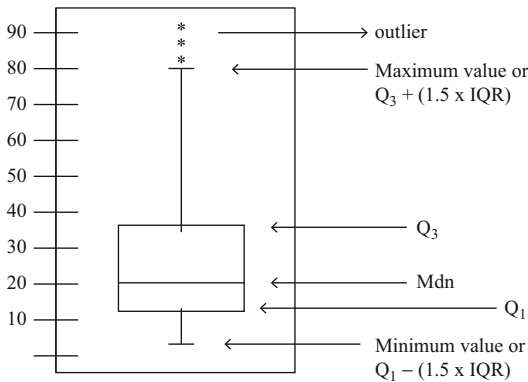 90
80
70
60
50
40
30
20
10
*
*
*
outlier
Maximum value or
Q₃ + (1.5 x IQR)
Q₃
Mdn
Q₁
Minimum value or
Q₁ – (1.5 x IQR)